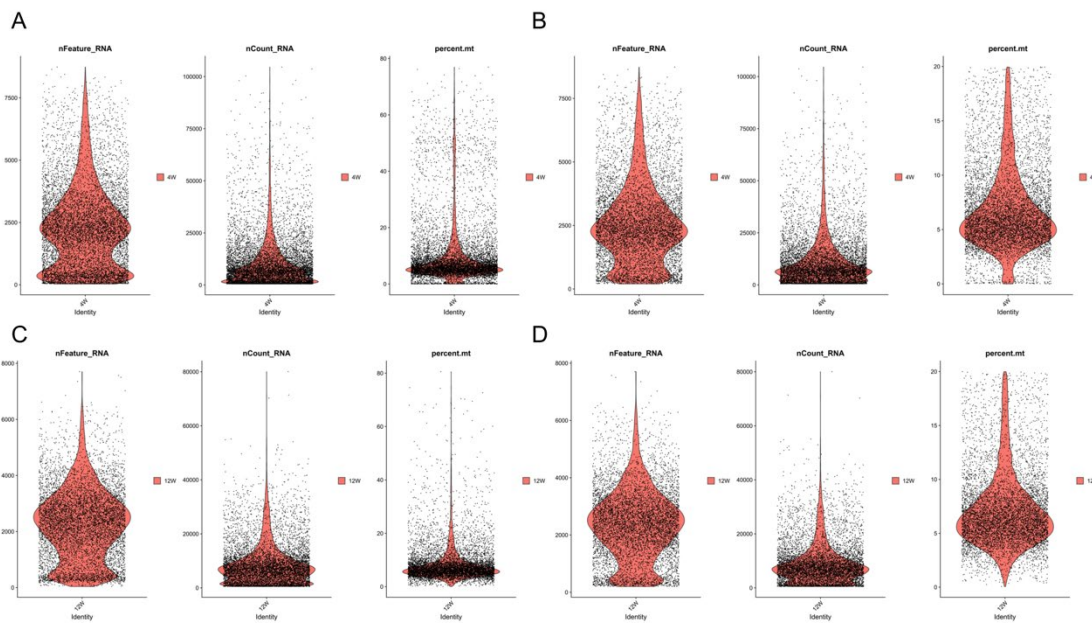 A
nFeature_RNA
7500
5000
2500
0
4W
Identity
4W
nCount_RNA
100000
75000
50000
25000
0
4W
Identity
4W
percent.mt
80
60
40
20
0
4W
Identity
4W
B
nFeature_RNA
7500
5000
2500
0
4W
Identity
4W
nCount_RNA
100000
75000
50000
25000
0
4W
Identity
4W
percent.mt
20
15
10
5
0
4W
Identity
C
nFeature_RNA
8000
6000
4000
2000
0
12W
Identity
12W
nCount_RNA
80000
60000
40000
20000
0
12W
Identity
12W
percent.mt
80
60
40
20
0
12W
Identity
12W
D
nFeature_RNA
8000
6000
4000
2000
0
12W
Identity
12W
nCount_RNA
80000
60000
40000
20000
0
12W
Identity
12W
percent.mt
20
15
10
5
0
12W
Identity